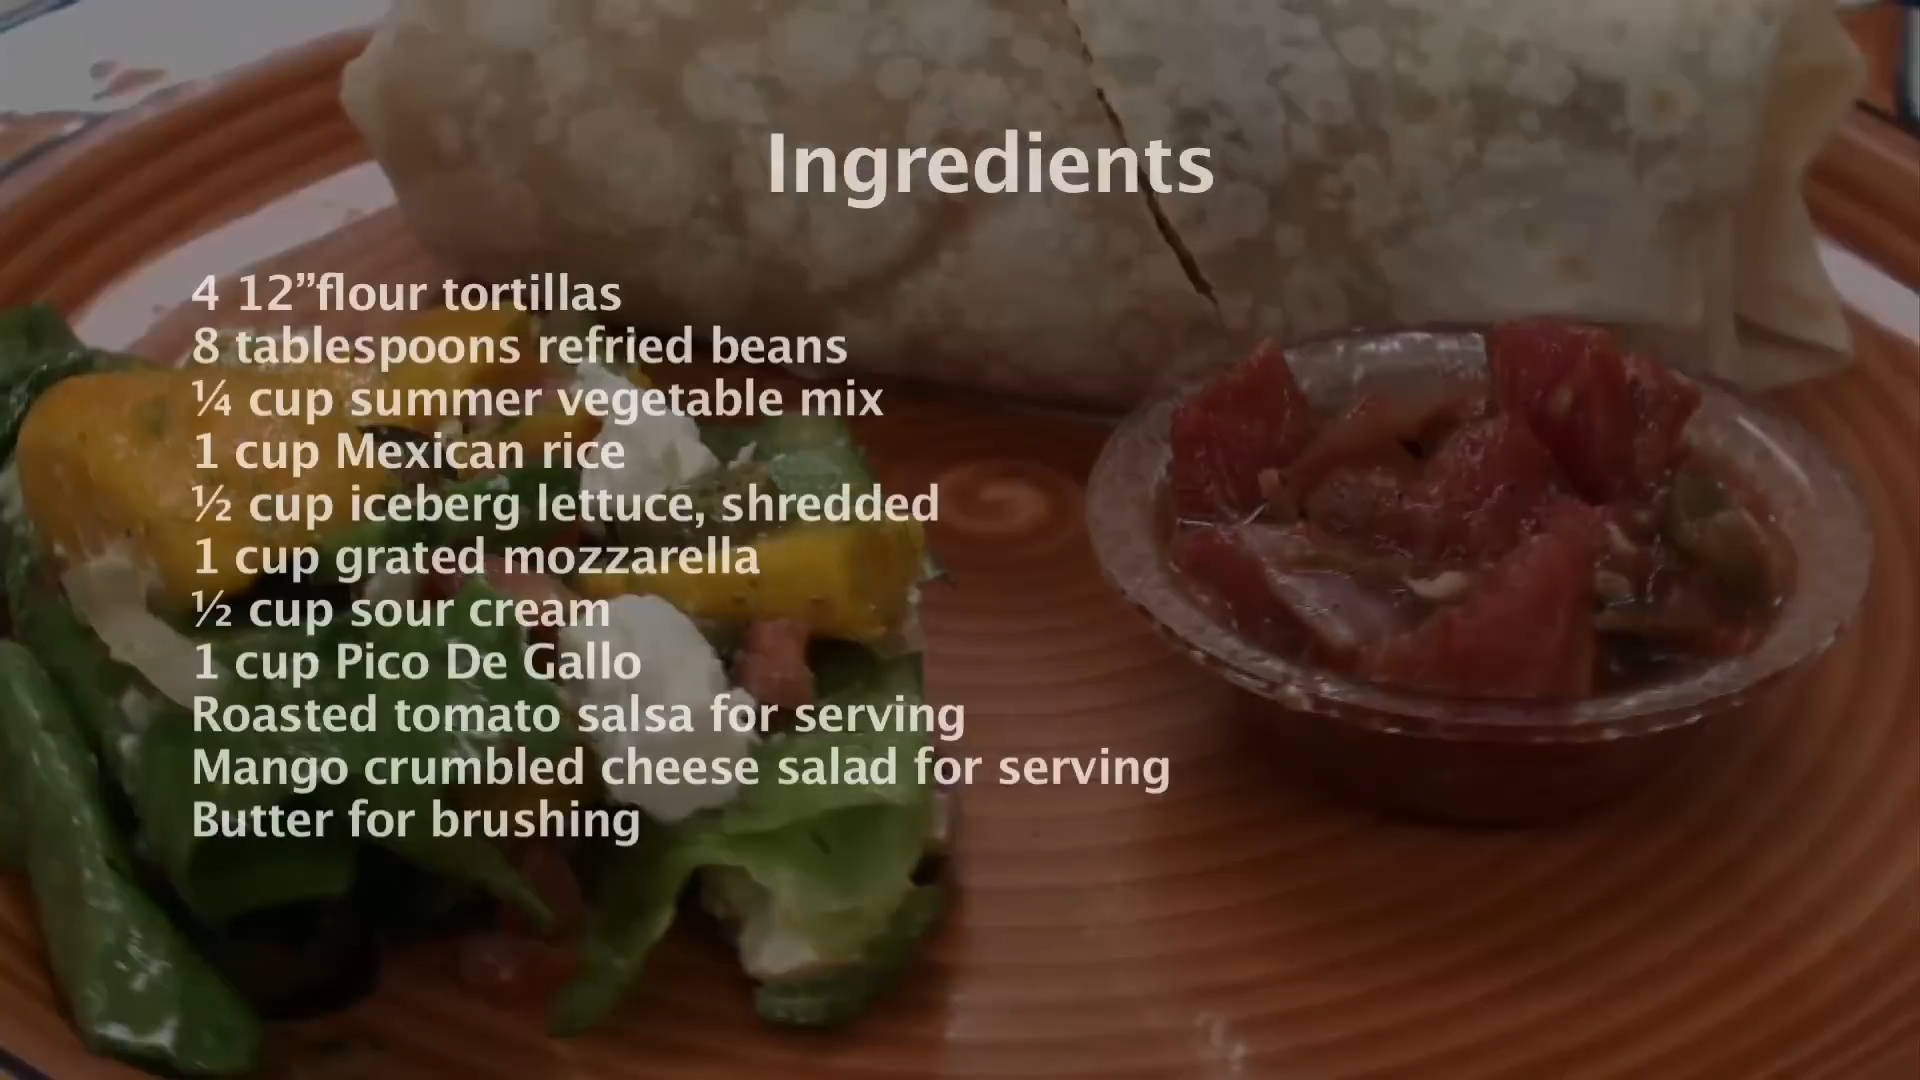 Ingredients
4 12”flour tortillas
8 tablespoons refried beans
¼ cup summer vegetable mix
1 cup Mexican rice
½ cup iceberg lettuce, shredded
1 cup grated mozzarella
½ cup sour cream
1 cup Pico De Gallo
Roasted tomato salsa for serving
Mango crumbled cheese salad for serving
Butter for brushing